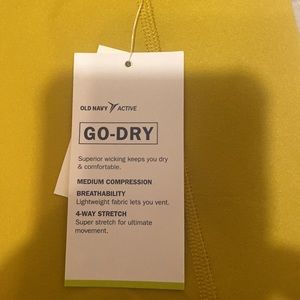 OLD NAVY ACTIVE
GO-DRY
Superior wicking keeps you dry
& comfortable.
MEDIUM COMPRESSION
BREATHABILITY
Lightweight fabric lets you vent.
4-WAY STRETCH
Super stretch for ultimate
movement.